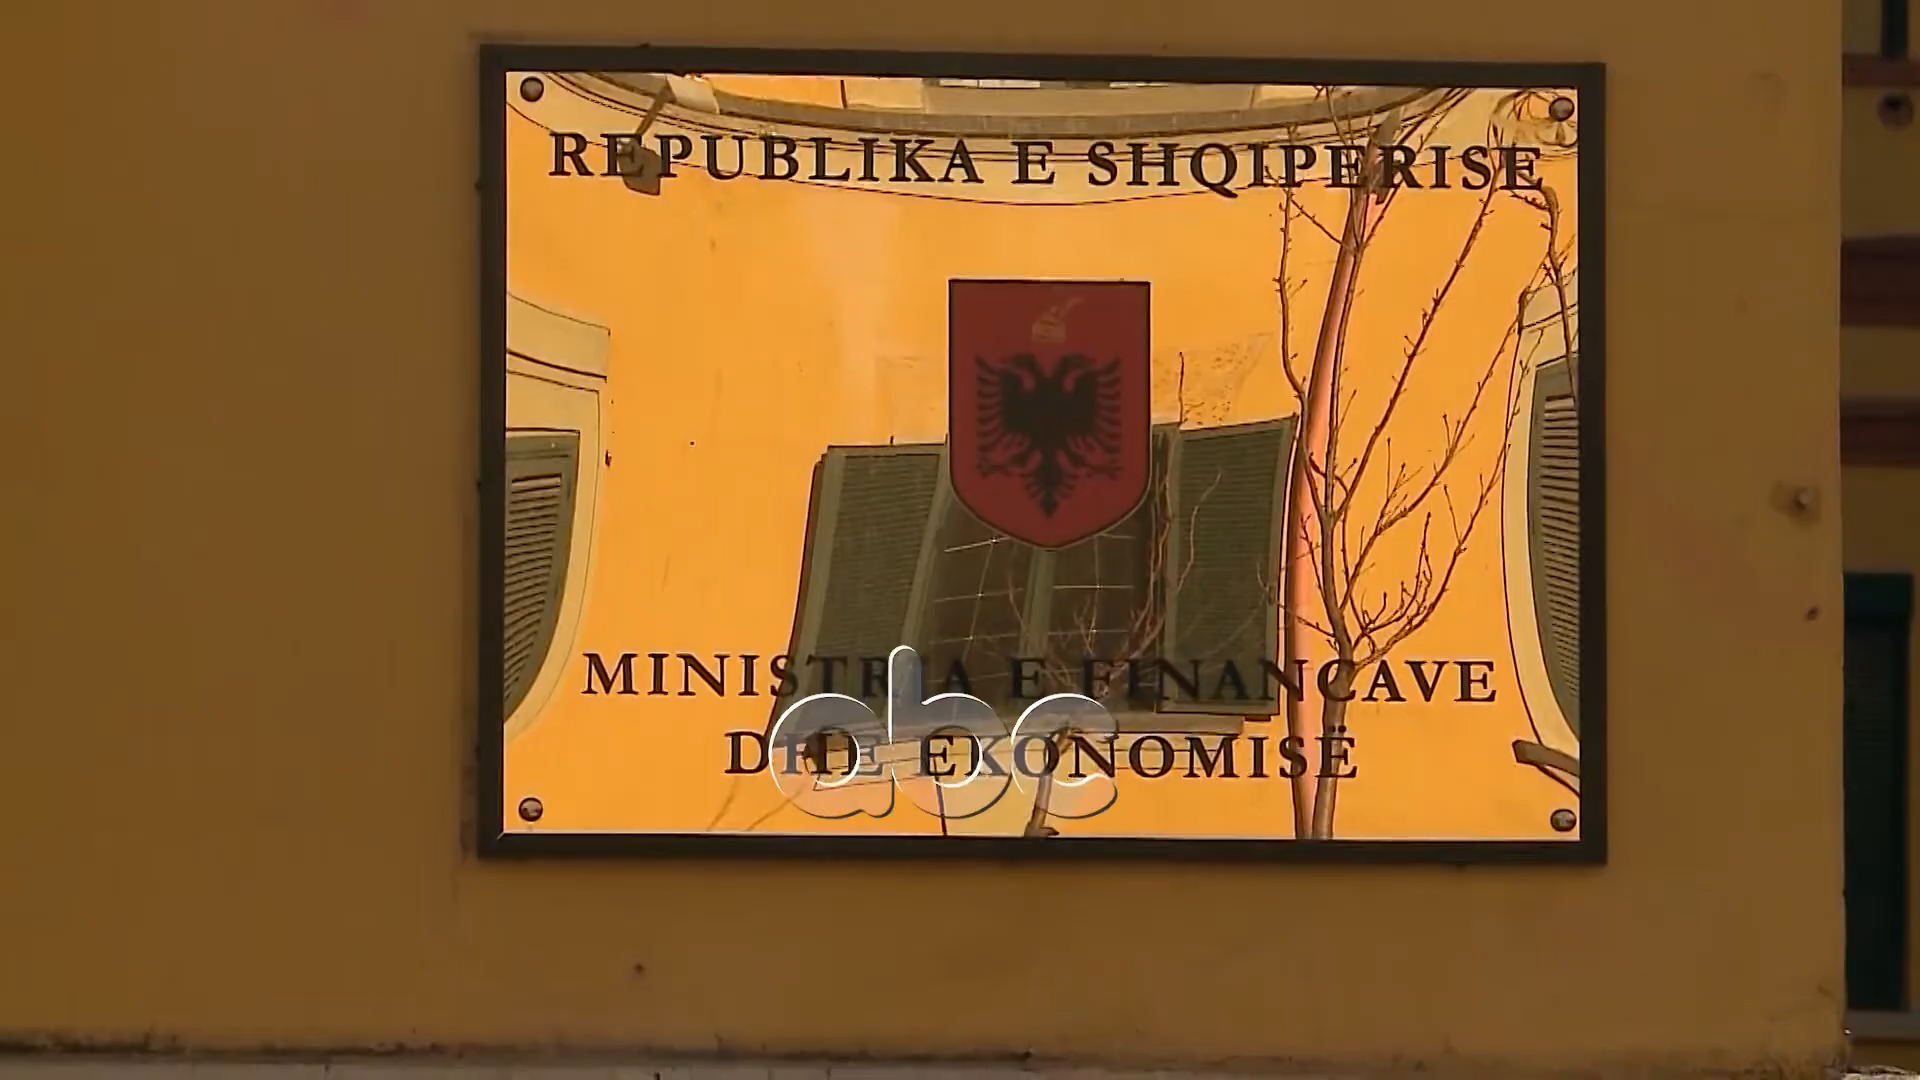 REPUBLIKA E SHQIPERISE
MINISTRIA E FINANCAVE
DHE EKONOMISË
abc